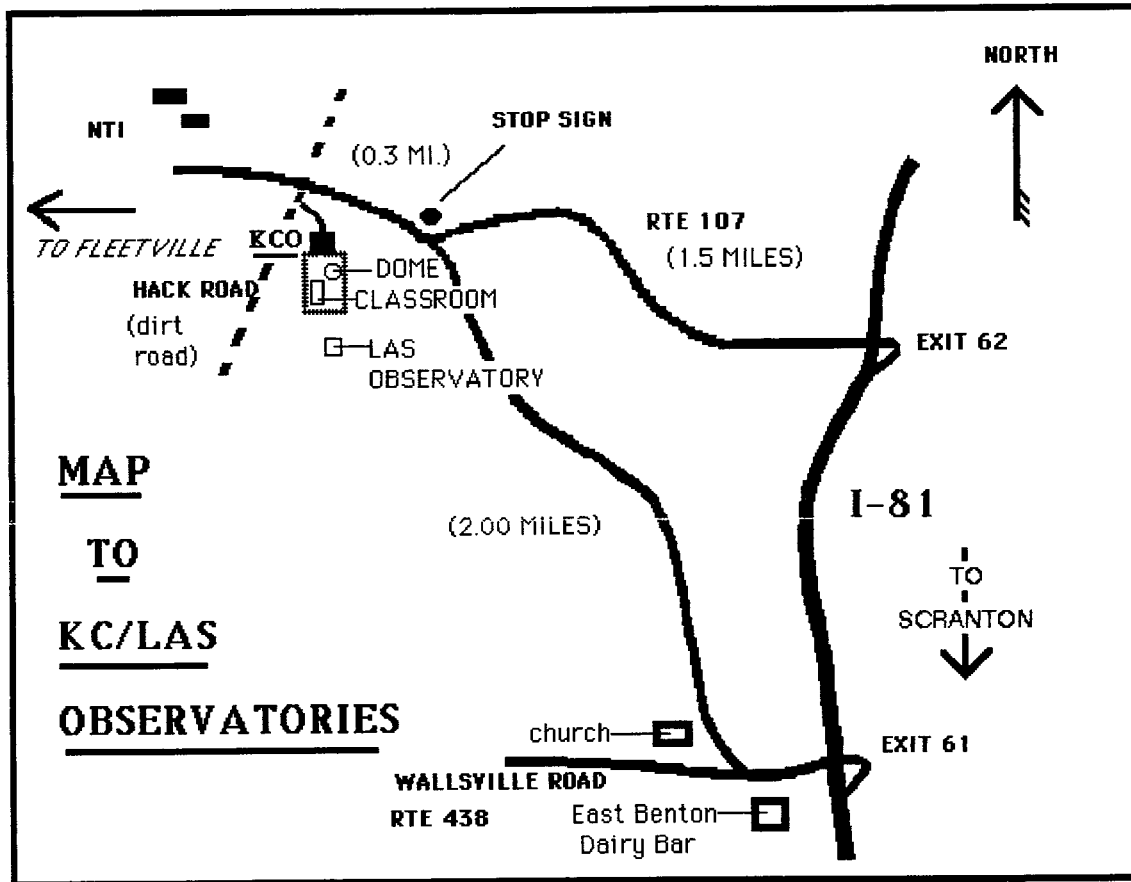 NORTH
STOP SIGN
NTI
(0.3 MI.)
RTE 107
(1.5 MILES)
TO FLEETVILLE
KCO
DOME
HACK ROAD
CLASSROOM
(dirt
road)
EXIT 62
LAS
OBSERVATORY
MAP
TO
KC/LAS
OBSERVATORIES
I-81
(2.00 MILES)
TO
SCRANTON
church
EXIT 61
WALLSVILLE ROAD
RTE 438
East Benton
Dairy Bar